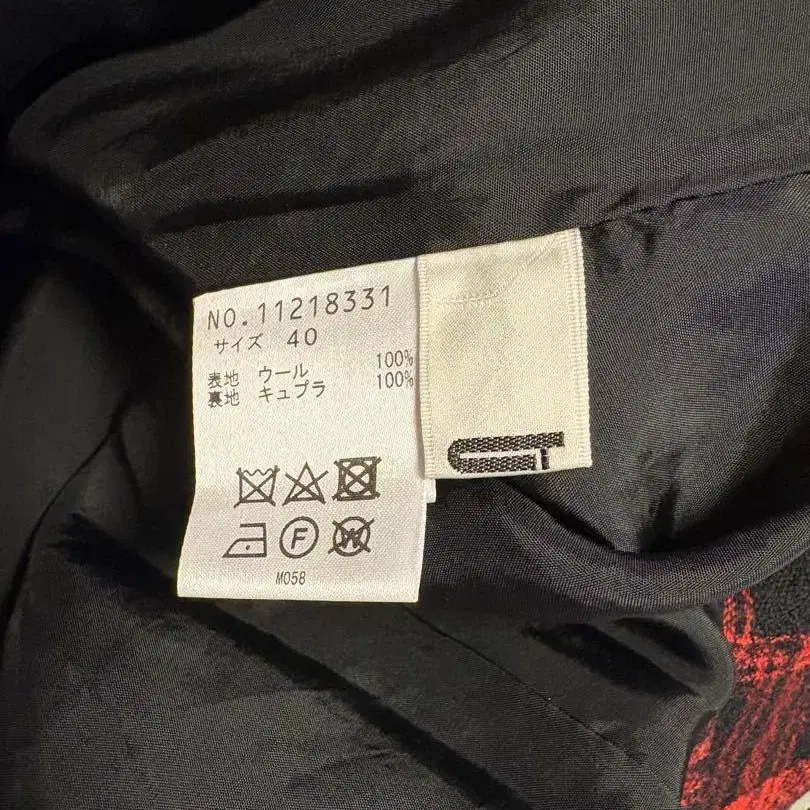 NO.11218331
サイズ 40
表地 ウール 100%
裏地 キュプラ 100%
F
W
M058